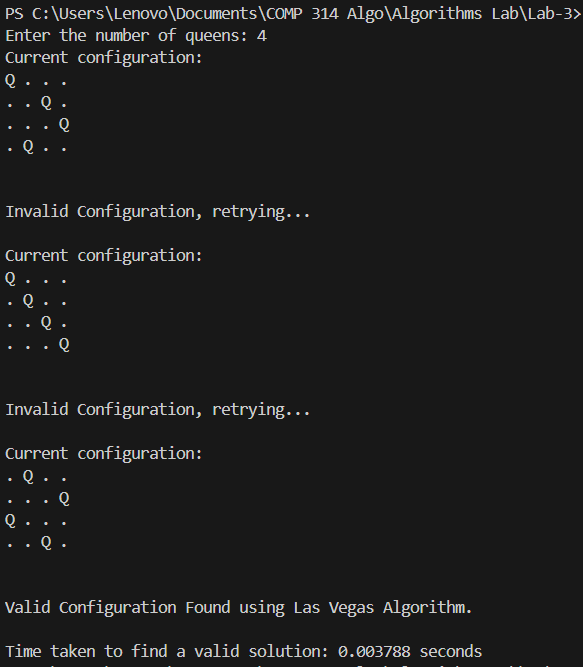 PS C:\Users\Lenovo\Documents\COMP 314 Algo\Algorithms Lab\Lab-3>
Enter the number of queens: 4
Current configuration:
Q . . .
. . Q .
. . . Q
. Q . .
Invalid Configuration, retrying...
Current configuration:
Q . . .
. Q . .
. . Q .
. . . Q
Invalid Configuration, retrying...
Current configuration:
. Q . .
. . . Q
Q . . .
. . Q .
Valid Configuration Found using Las Vegas Algorithm.
Time taken to find a valid solution: 0.003788 seconds